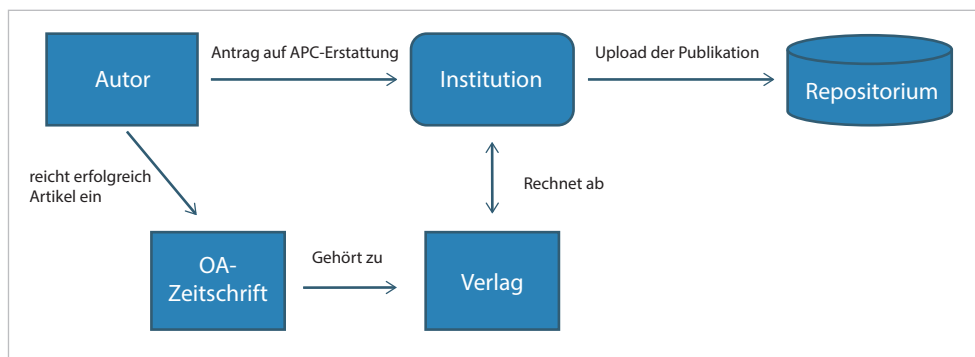 Autor
Antrag auf APC-Erstattung
Institution
Upload der Publikation
Repositorium
reicht erfolgreich
Artikel ein
Rechnet ab
OA-
Zeitschrift
Gehört zu
Verlag